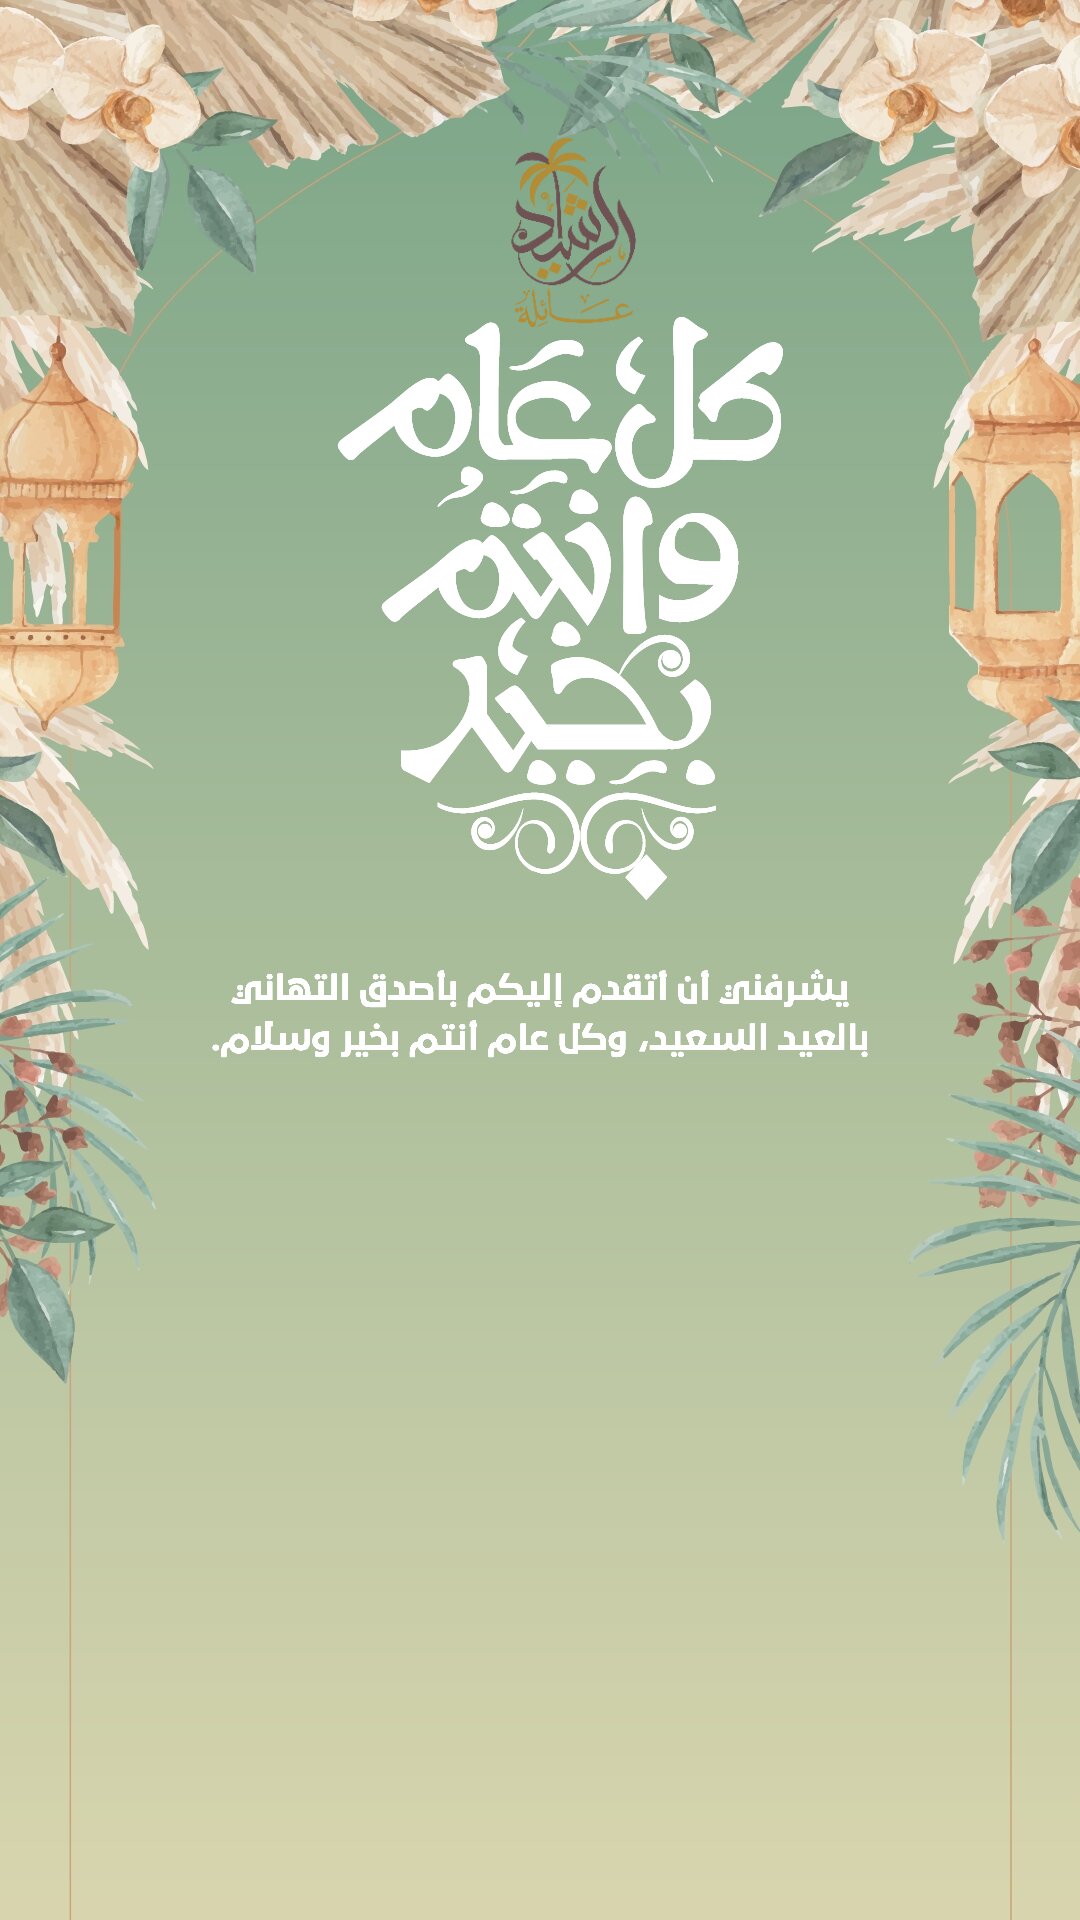 الرشيد
عائلة
كل عام
وانتم
بخير
يشرفني أن أتقدم إليكم بأصدق التهاني
بالعيد السعيد، وكل عام أنتم بخير وسلام.